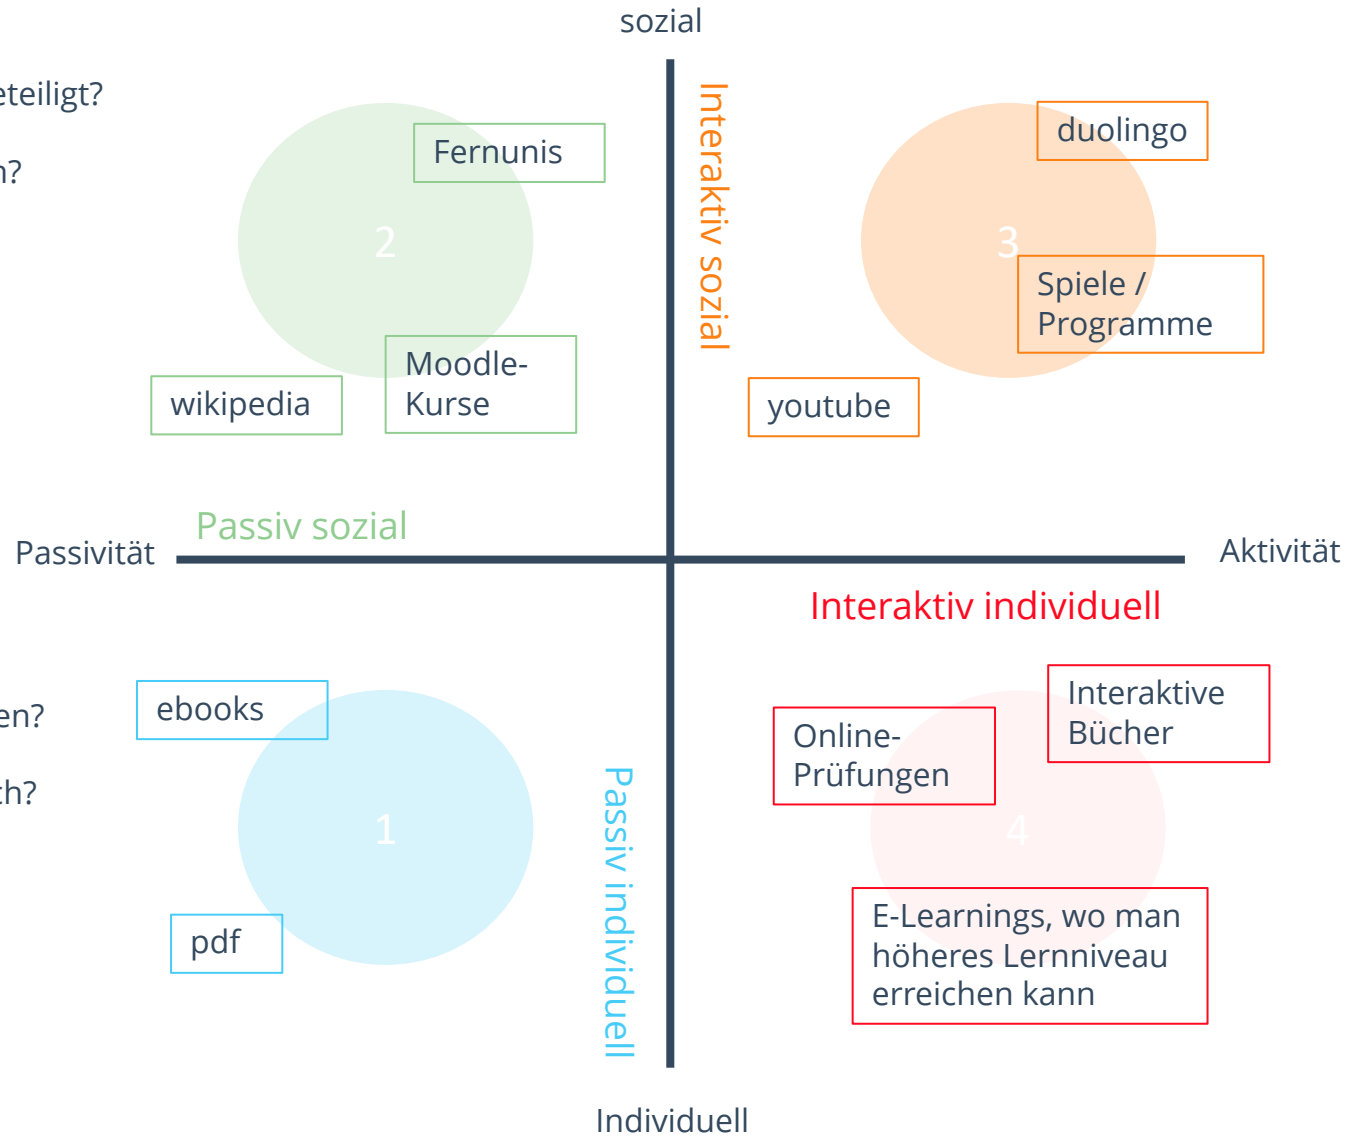 sozial
eteiligt?
n?
Fernunis
2
Moodle-
Kurse
wikipedia
Interaktiv sozial
duolingo
3
Spiele /
Programme
youtube
Passiv sozial
Passivität
Aktivität
Interaktiv individuell
en?
ch?
ebooks
1
pdf
Passiv individuell
Interaktive
Bücher
Online-
Prüfungen
4
E-Learnings, wo man
höheres Lernniveau
erreichen kann
Individuell